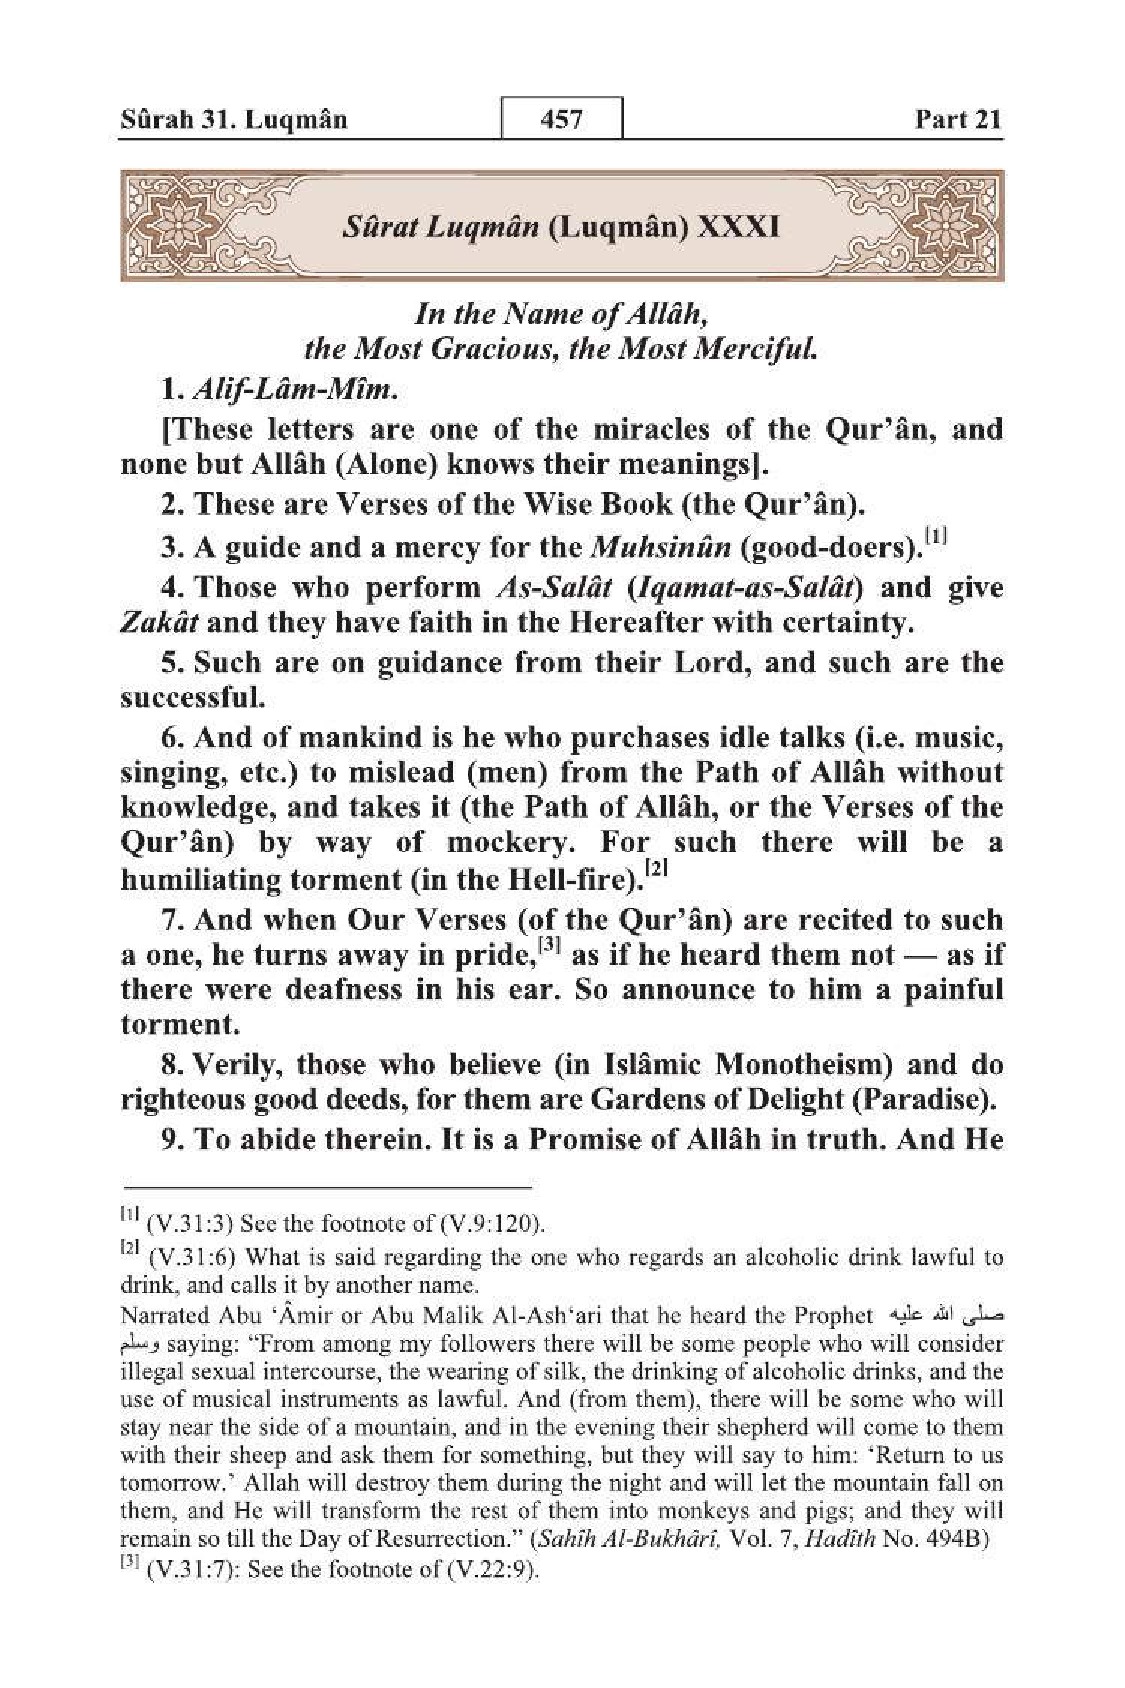 Sûrah 31. Luqmân 457 Part 21
Sûrat Luqmân (Luqmân) XXXI
In the Name of Allâh,
the Most Gracious, the Most Merciful.
1. Alif-Lâm-Mîm.
[These letters are one of the miracles of the Qur’ân, and
none but Allâh (Alone) knows their meanings].
2. These are Verses of the Wise Book (the Qur’ân).
3. A guide and a mercy for the Muhsinûn (good-doers).[1]
4. Those who perform As-Salât (Iqamat-as-Salât) and give
Zakât and they have faith in the Hereafter with certainty.
5. Such are on guidance from their Lord, and such are the
successful.
6. And of mankind is he who purchases idle talks (i.e. music,
singing, etc.) to mislead (men) from the Path of Allâh without
knowledge, and takes it (the Path of Allâh, or the Verses of the
Qur’ân) by way of mockery. For such there will be a
humiliating torment (in the Hell-fire).[2]
7. And when Our Verses (of the Qur’ân) are recited to such
a one, he turns away in pride,[3] as if he heard them not — as if
there were deafness in his ear. So announce to him a painful
torment.
8. Verily, those who believe (in Islâmic Monotheism) and do
righteous good deeds, for them are Gardens of Delight (Paradise).
9. To abide therein. It is a Promise of Allâh in truth. And He
[1] (V.31:3) See the footnote of (V.9:120).
[2] (V.31:6) What is said regarding the one who regards an alcoholic drink lawful to
drink, and calls it by another name.
Narrated Abu ‘Âmir or Abu Malik Al-Ash‘ari that he heard the Prophet صلى الله عليه
وسلم saying: “From among my followers there will be some people who will consider
illegal sexual intercourse, the wearing of silk, the drinking of alcoholic drinks, and the
use of musical instruments as lawful. And (from them), there will be some who will
stay near the side of a mountain, and in the evening their shepherd will come to them
with their sheep and ask them for something, but they will say to him: ‘Return to us
tomorrow.’ Allah will destroy them during the night and will let the mountain fall on
them, and He will transform the rest of them into monkeys and pigs; and they will
remain so till the Day of Resurrection.” (Sahîh Al-Bukhârî, Vol. 7, Hadîth No. 494B)
[3] (V.31:7): See the footnote of (V.22:9).